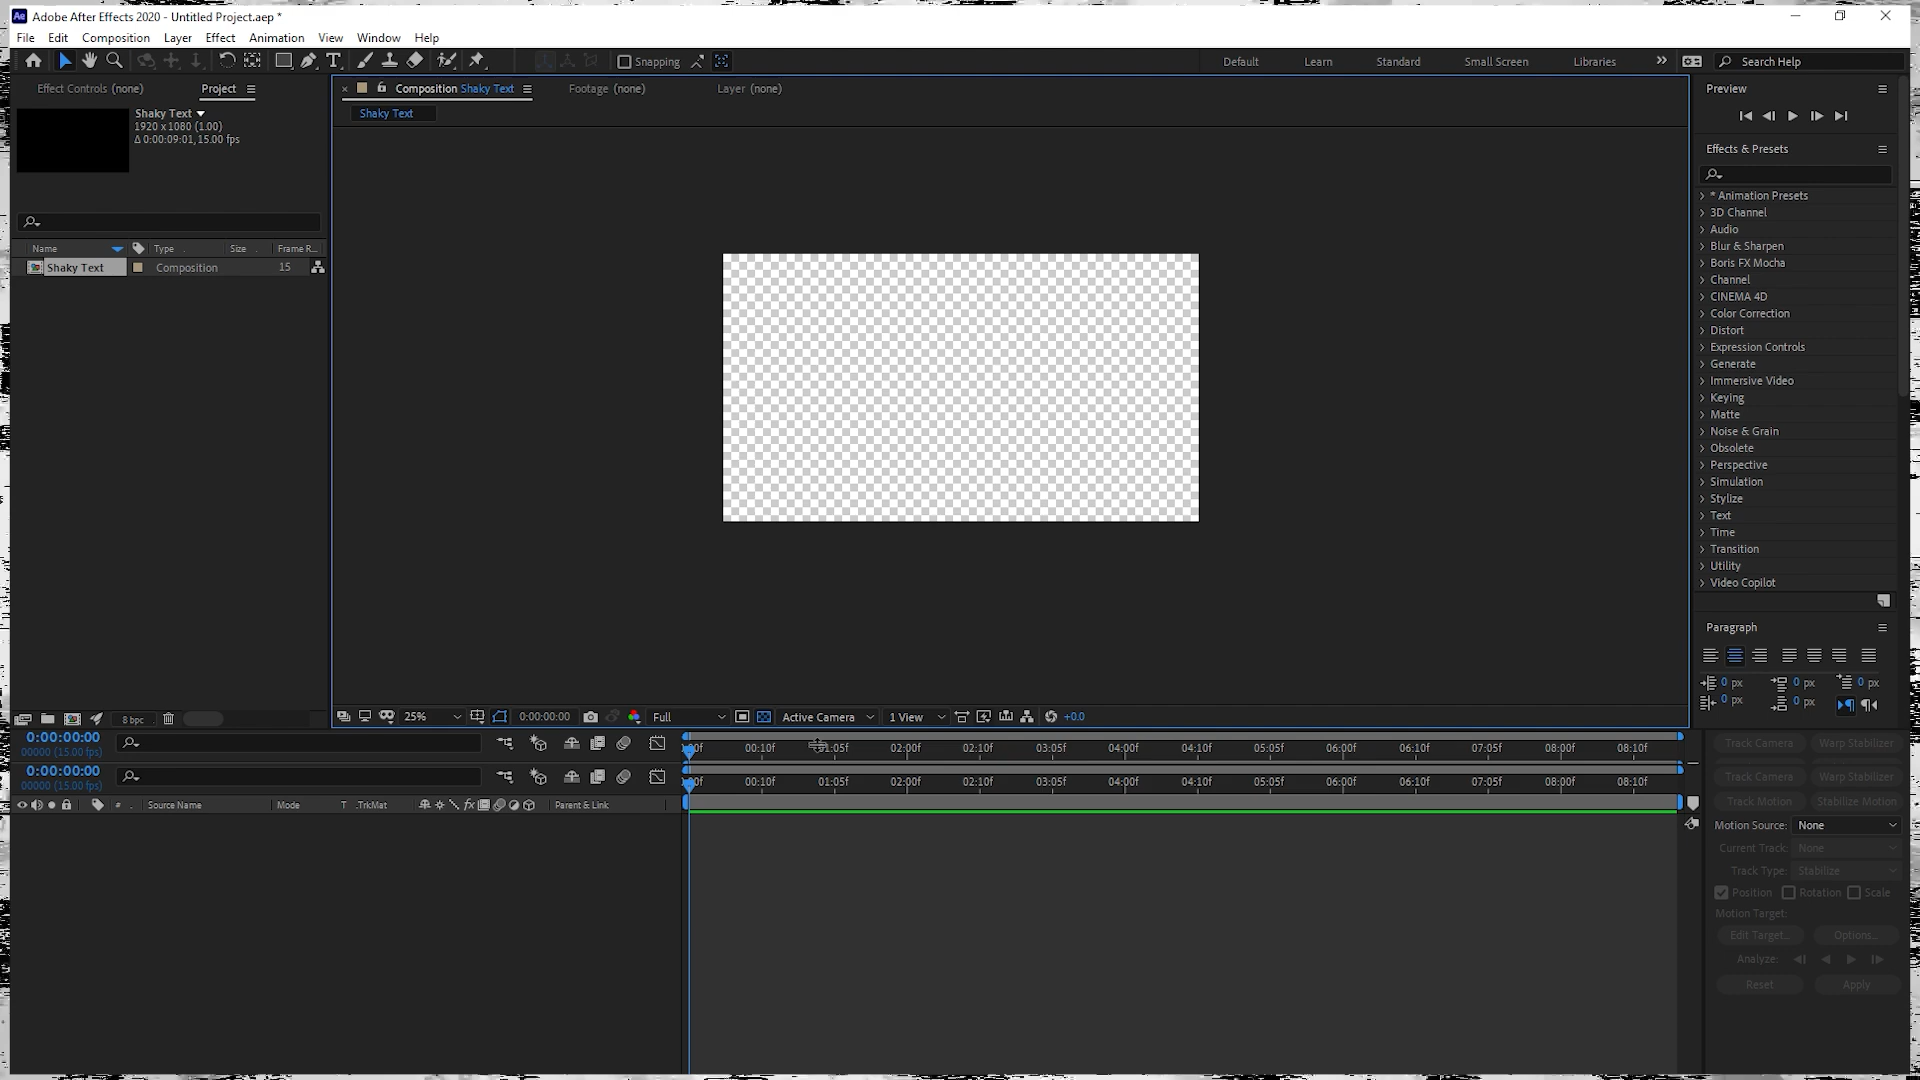 Adobe After Effects 2020 - Untitled Project.aep *
File Edit Composition Layer Effect Animation View Window Help
Snapping
Default Learn Standard Small Screen Libraries
Search Help
Effect Controls (none) Project
Composition Shaky Text Footage (none) Layer (none)
Shaky Text
1920 x 1080 (1.00)
Δ 0:00:09:01, 15.00 fps
Shaky Text
Name Type Size Frame R...
Shaky Text Composition 15
8 bpc
25% 0:00:00:00 Full Active Camera 1 View +0.0
Preview
Effects & Presets
* Animation Presets
3D Channel
Audio
Blur & Sharpen
Boris FX Mocha
Channel
CINEMA 4D
Color Correction
Distort
Expression Controls
Generate
Immersive Video
Keying
Matte
Noise & Grain
Obsolete
Perspective
Simulation
Stylize
Text
Time
Transition
Utility
Video Copilot
Paragraph
0 px 0 px 0 px
0 px 0 px
0:00:00:00
00000 (15.00 fps)
00:10f 01:05f 02:00f 02:10f 03:05f 04:00f 04:10f 05:05f 06:00f 06:10f 07:05f 08:00f 08:10f
0:00:00:00
00000 (15.00 fps)
00:10f 01:05f 02:00f 02:10f 03:05f 04:00f 04:10f 05:05f 06:00f 06:10f 07:05f 08:00f 08:10f
# Source Name Mode T .TrkMat fx Parent & Link
Track Camera Warp Stabilizer
Track Camera Warp Stabilizer
Track Motion Stabilize Motion
Motion Source: None
Current Track: None
Track Type: Stabilize
Position Rotation Scale
Motion Target:
Edit Target... Options...
Analyze:
Reset Apply